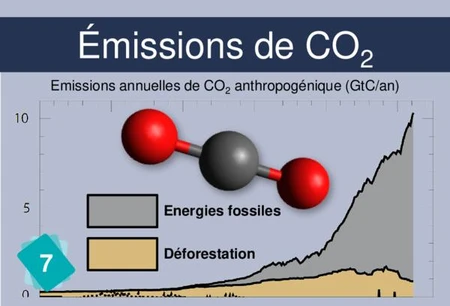 Émissions de CO₂
Emissions annuelles de CO₂ anthropogénique (GtC/an)
10
Energies fossiles
5
Déforestation
7
0